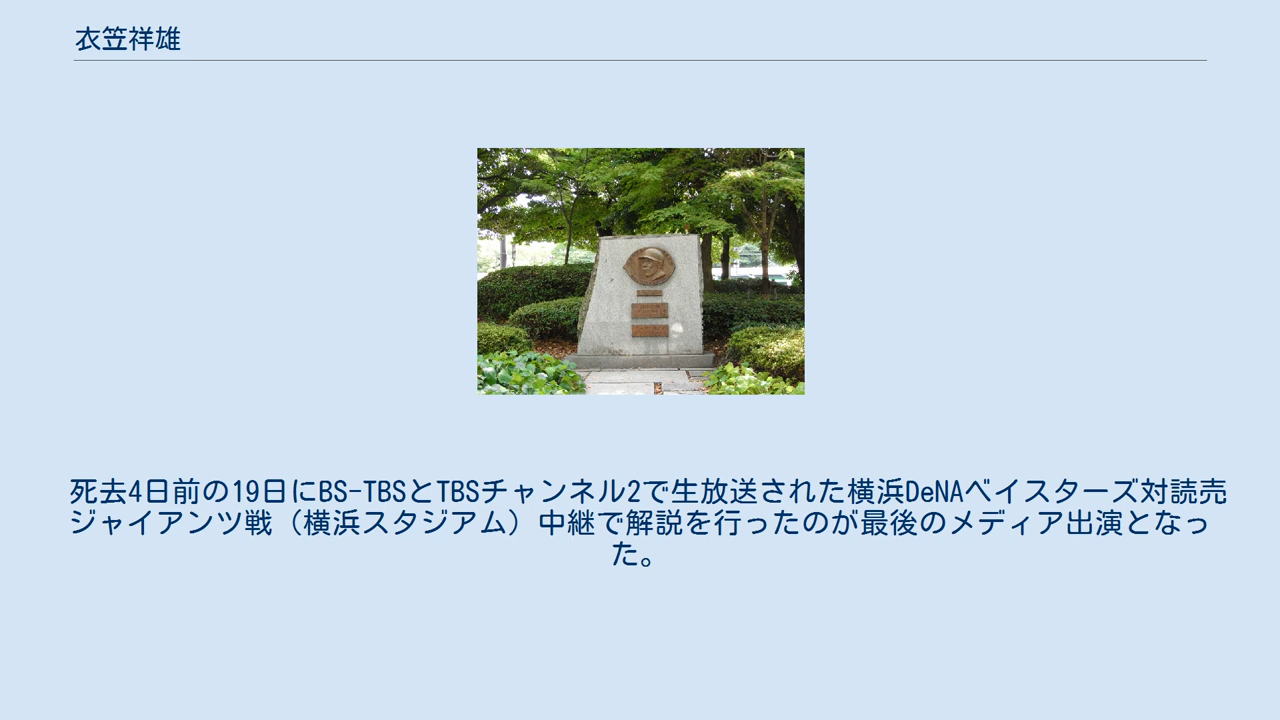 衣笠祥雄
死去4日前の19日にBS-TBSとTBSチャンネル2で生放送された横浜DeNAベイスターズ対読売
ジャイアンツ戦（横浜スタジアム）中継で解説を行ったのが最後のメディア出演となっ
た。